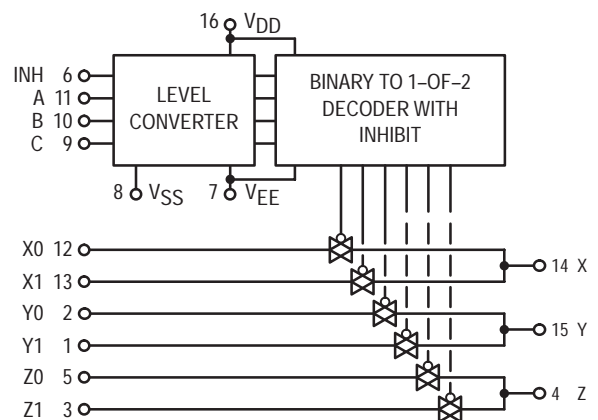 16 VDD
INH 6
A 11
B 10
C 9
LEVEL
CONVERTER
BINARY TO 1–OF–2
DECODER WITH
INHIBIT
8 VSS
7 VEE
X0 12
X1 13
14 X
Y0 2
15 Y
Y1 1
Z0 5
4 Z
Z1 3